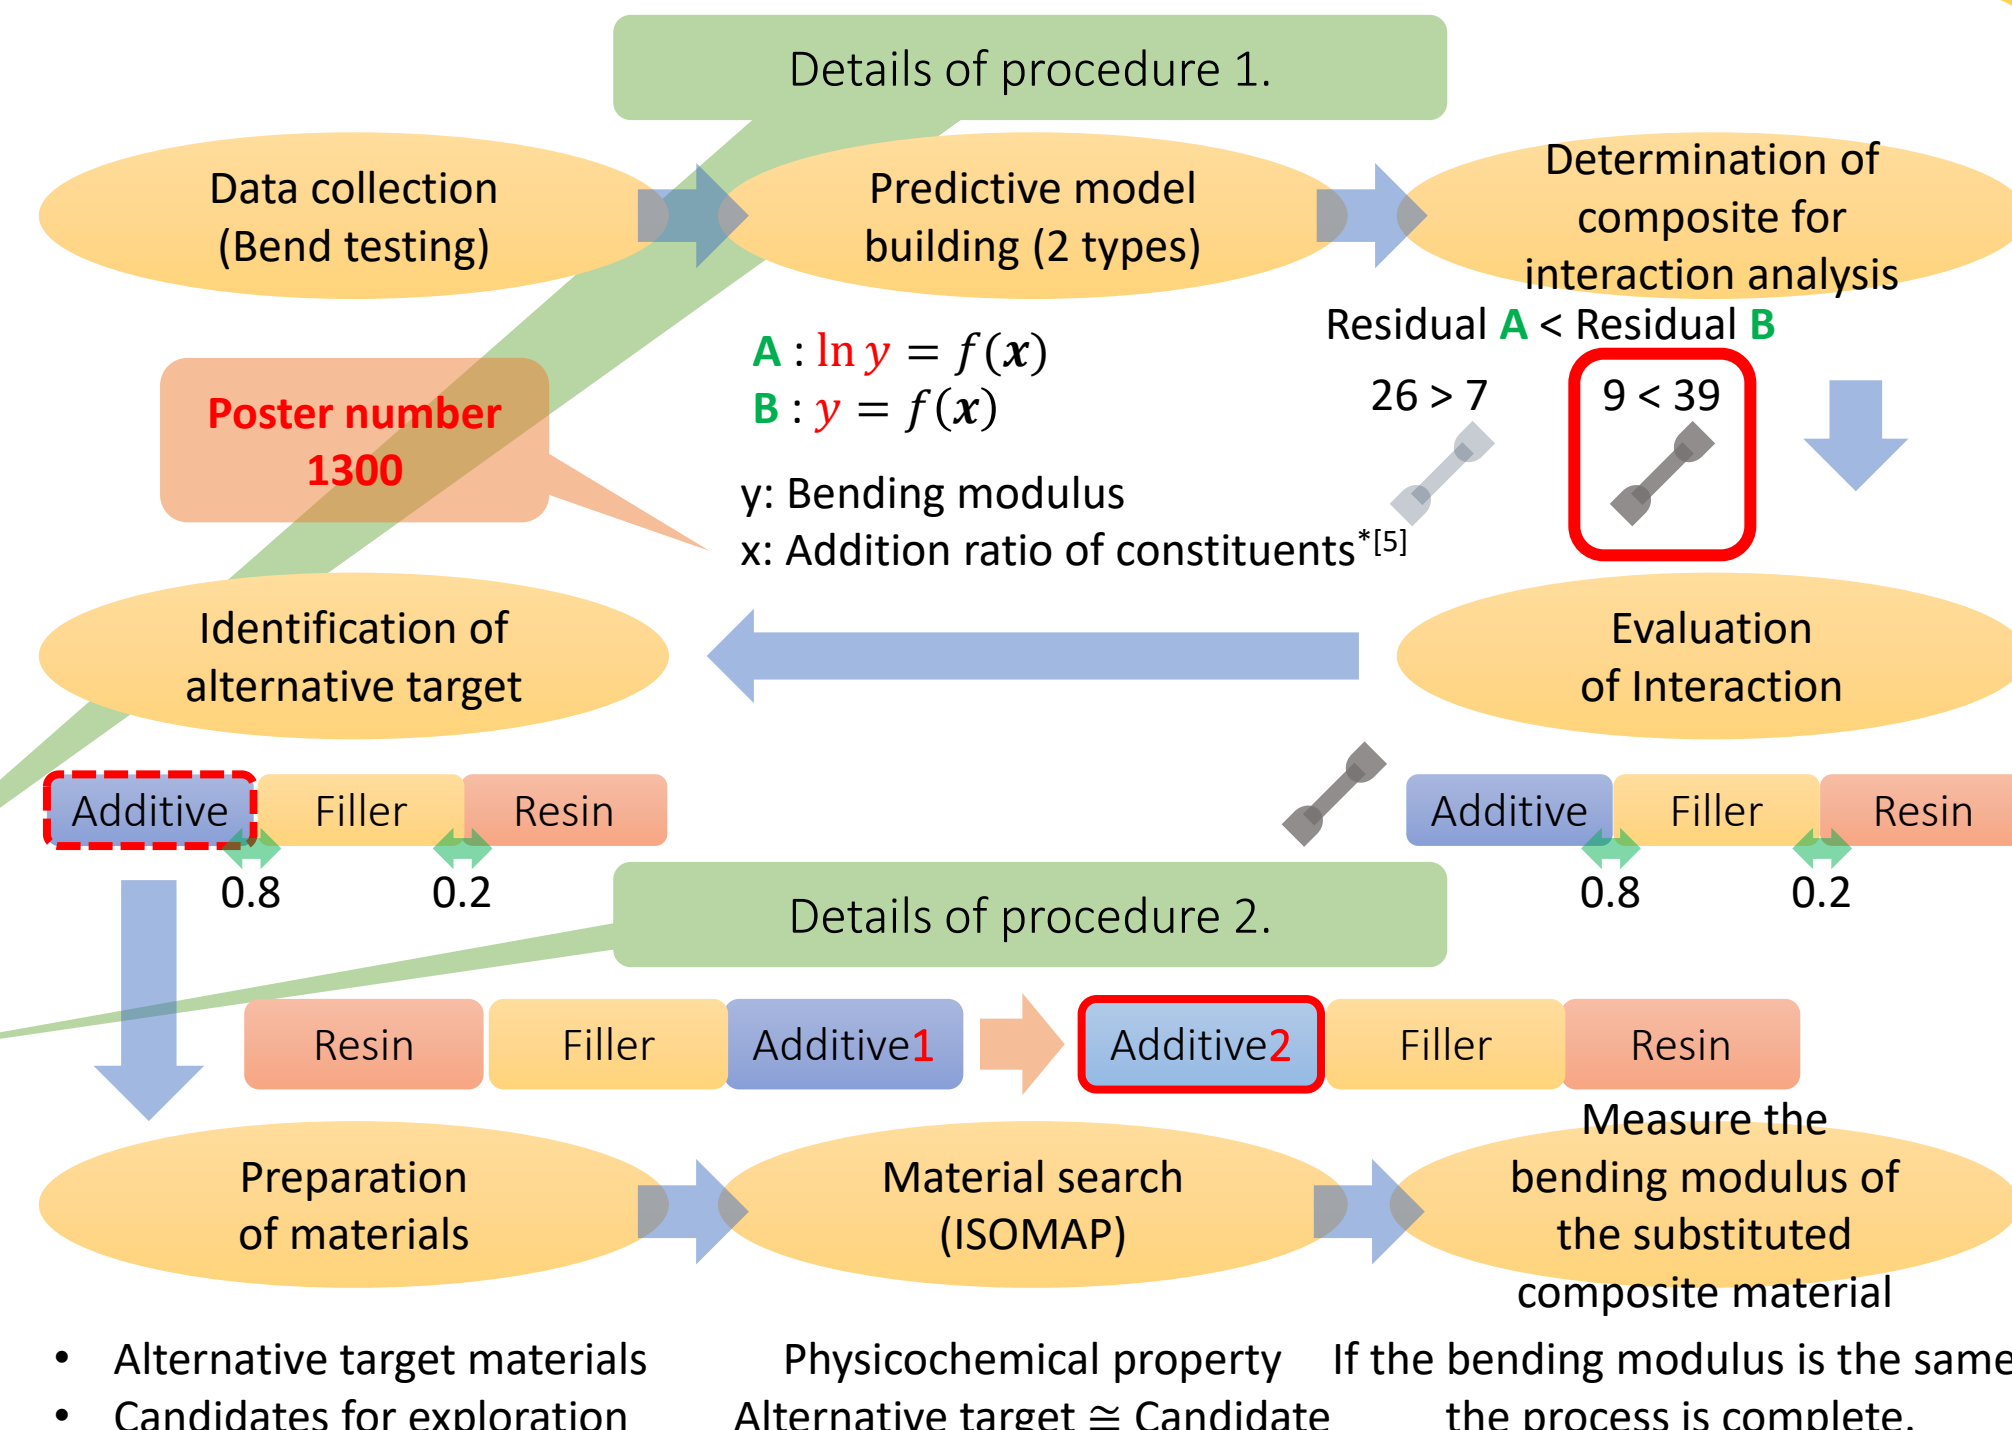 Details of procedure 1.
Data collection
(Bend testing)
Predictive model
building (2 types)
Determination of
composite for
interaction analysis
Residual A < Residual B
26 > 7
9 < 39
A : ln y = f(x)
B : y = f(x)
Poster number
1300
y: Bending modulus
x: Addition ratio of constituents*[5]
Identification of
alternative target
Evaluation
of Interaction
Additive Filler Resin
0.8 0.2
Additive Filler Resin
0.8 0.2
Details of procedure 2.
Resin Filler Additive1
Additive2 Filler Resin
Preparation
of materials
Material search
(ISOMAP)
Measure the
bending modulus of
the substituted
composite material
• Alternative target materials
• Candidates for exploration
Physicochemical property
Alternative target ≅ Candidate
If the bending modulus is the same
the process is complete.